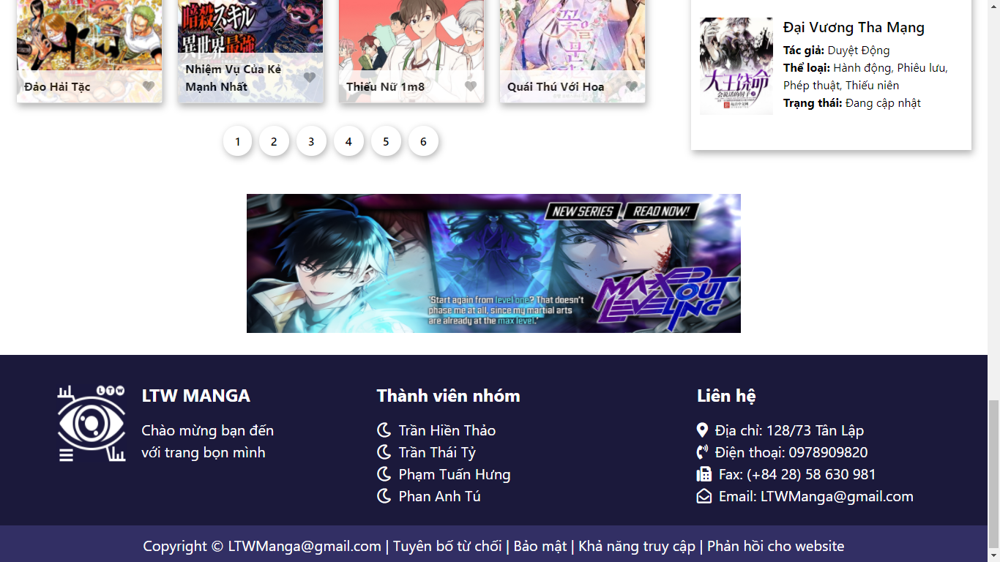 暗殺スキルで
異世界最強
Đảo Hải Tặc
Nhiệm Vụ Của Kẻ
Mạnh Nhất
Thiếu Nữ 1m8
Quái Thú Với Hoa
大王饶命
会说话的肘子
Đại Vương Tha Mạng
Tác giả: Duyệt Động
Thể loại: Hành động, Phiêu lưu,
Phép thuật, Thiếu niên
Trạng thái: Đang cập nhật
1 2 3 4 5 6
NEW SERIES READ NOW!
MAXED OUT
LEVELING
'Start again from level one? That doesn't
phase me at all, since my martial arts
are already at the max level.'
LTW
LTW MANGA
Chào mừng bạn đến
với trang bọn mình
Thành viên nhóm
Trần Hiền Thảo
Trần Thái Tỷ
Phạm Tuấn Hưng
Phan Anh Tú
Liên hệ
Địa chỉ: 128/73 Tân Lập
Điện thoại: 0978909820
Fax: (+84 28) 58 630 981
Email: LTWManga@gmail.com
Copyright © LTWManga@gmail.com | Tuyên bố từ chối | Bảo mật | Khả năng truy cập | Phản hồi cho website